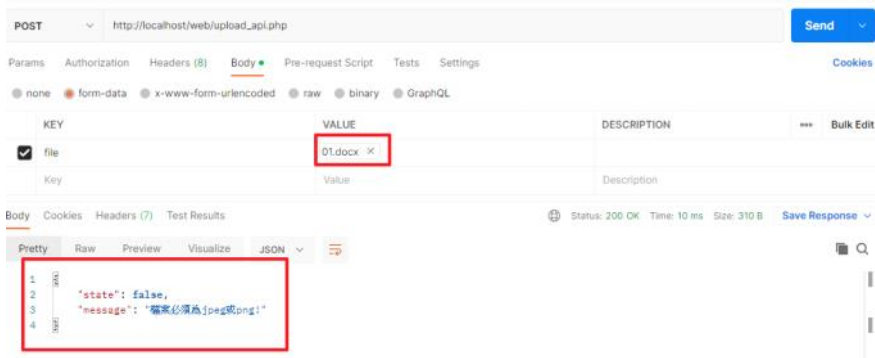 POST http://localhost/web/upload_api.php Send
Params Authorization Headers (8) Body Pre-request Script Tests Settings Cookies
none form-data x-www-form-urlencoded raw binary GraphQL
KEY VALUE DESCRIPTION ••• Bulk Edit
file 01.docx ×
Key Value Description
Body Cookies Headers (7) Test Results Status: 200 OK Time: 10 ms Size: 310 B Save Response
Pretty Raw Preview Visualize JSON
1 {
2 "state": false,
3 "message": "檔案必須為jpeg或png!"
4 }